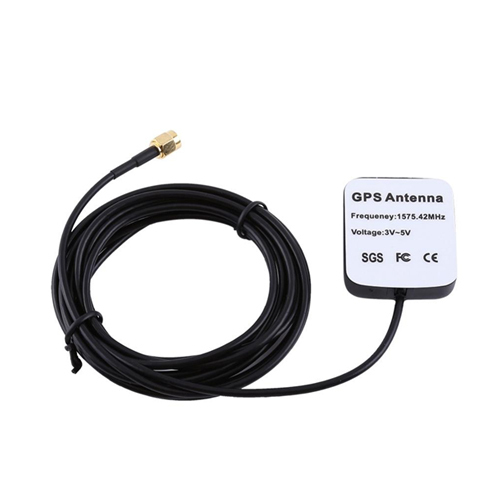 GPS Antenna
Frequeney:1575.42MHz
Voltage:3V~5V
SGS FC CE